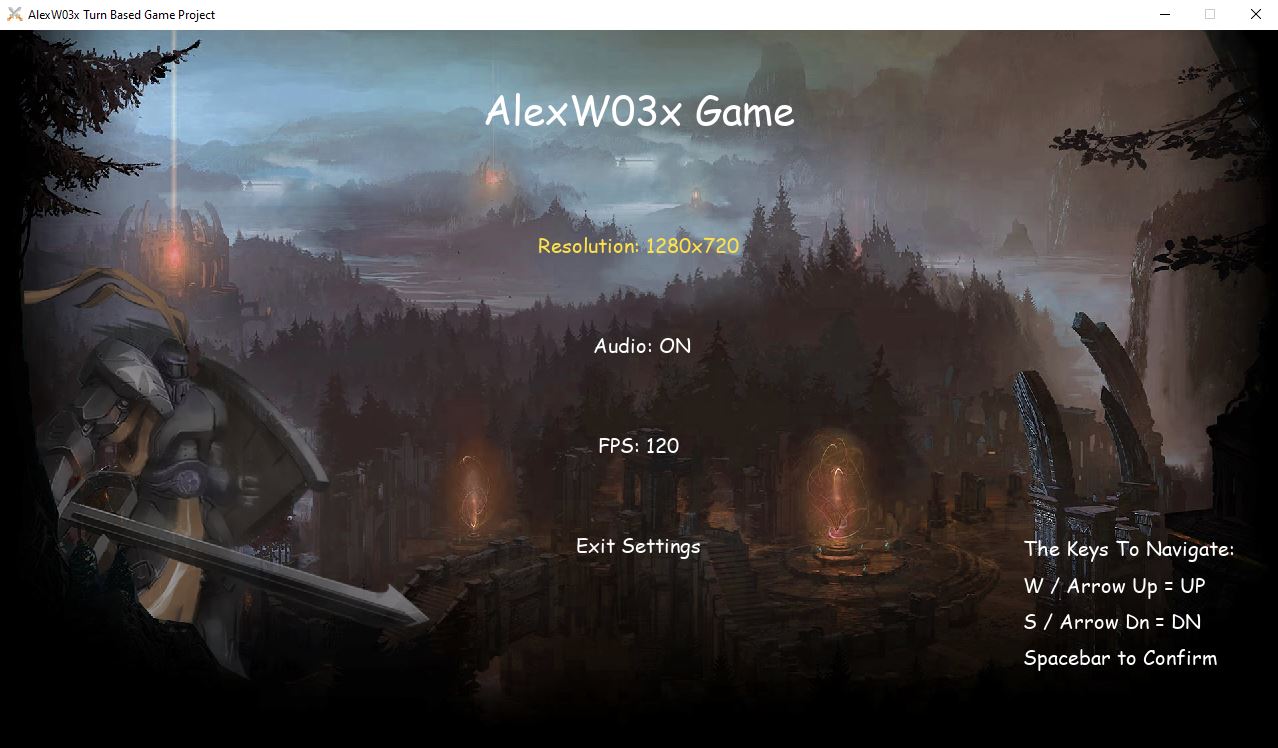 AlexW03x Turn Based Game Project
AlexW03x Game
Resolution: 1280x720
Audio: ON
FPS: 120
Exit Settings
The Keys To Navigate:
W / Arrow Up = UP
S / Arrow Dn = DN
Spacebar to Confirm